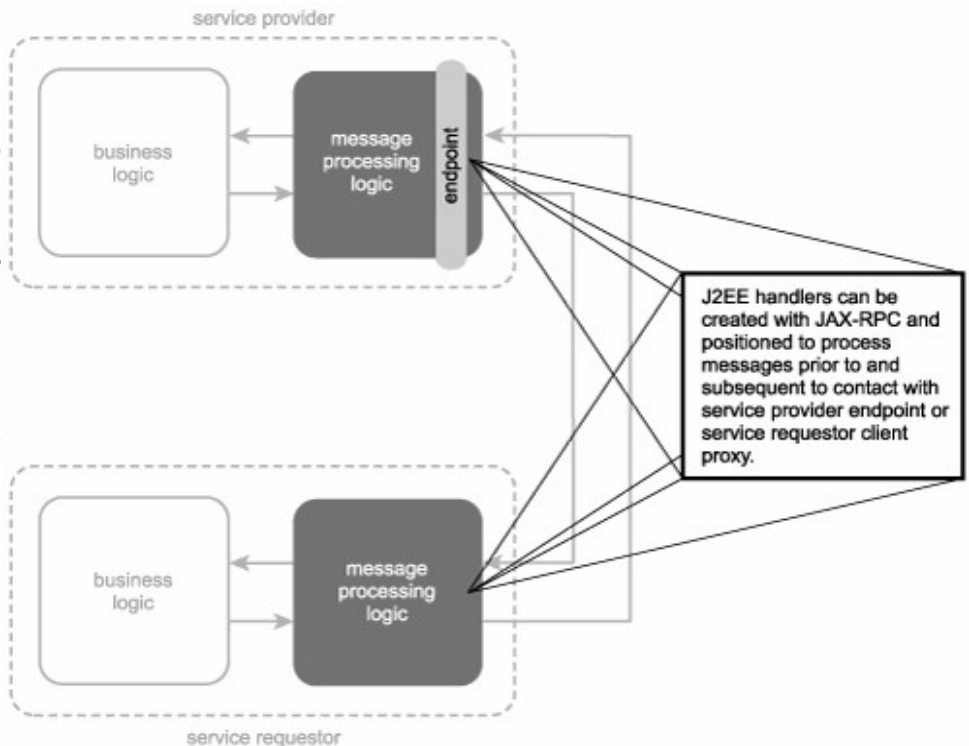 service provider
business
logic
message
processing
logic
endpoint
J2EE handlers can be
created with JAX-RPC and
positioned to process
messages prior to and
subsequent to contact with
service provider endpoint or
service requestor client
proxy.
business
logic
message
processing
logic
service requestor